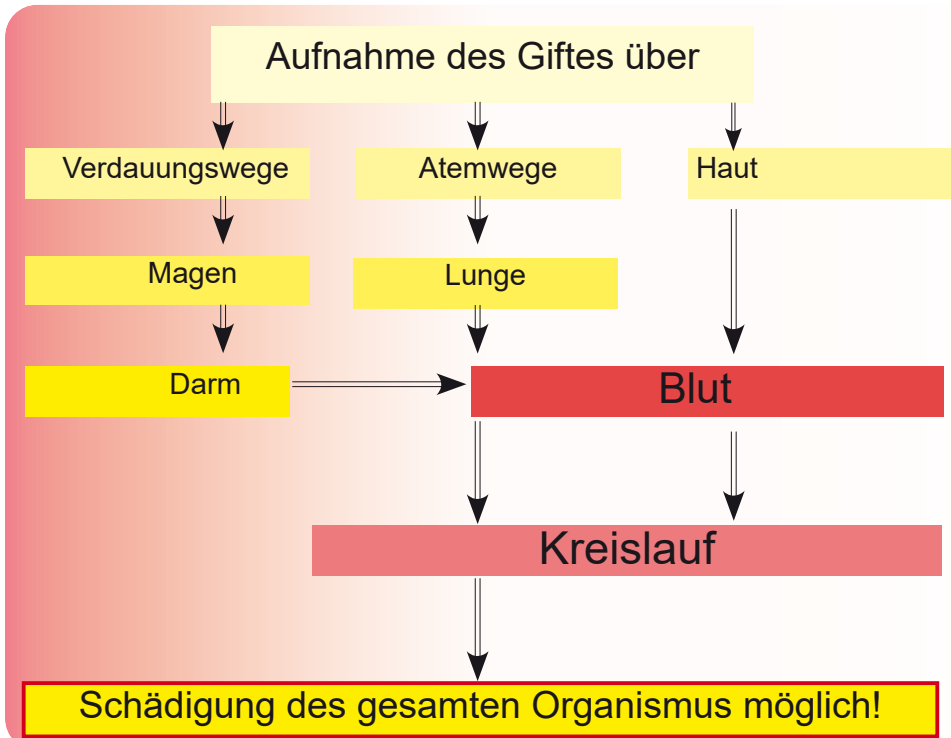 Aufnahme des Giftes über
Verdauungswege
Atemwege
Haut
Magen
Lunge
Darm
Blut
Kreislauf
Schädigung des gesamten Organismus möglich!